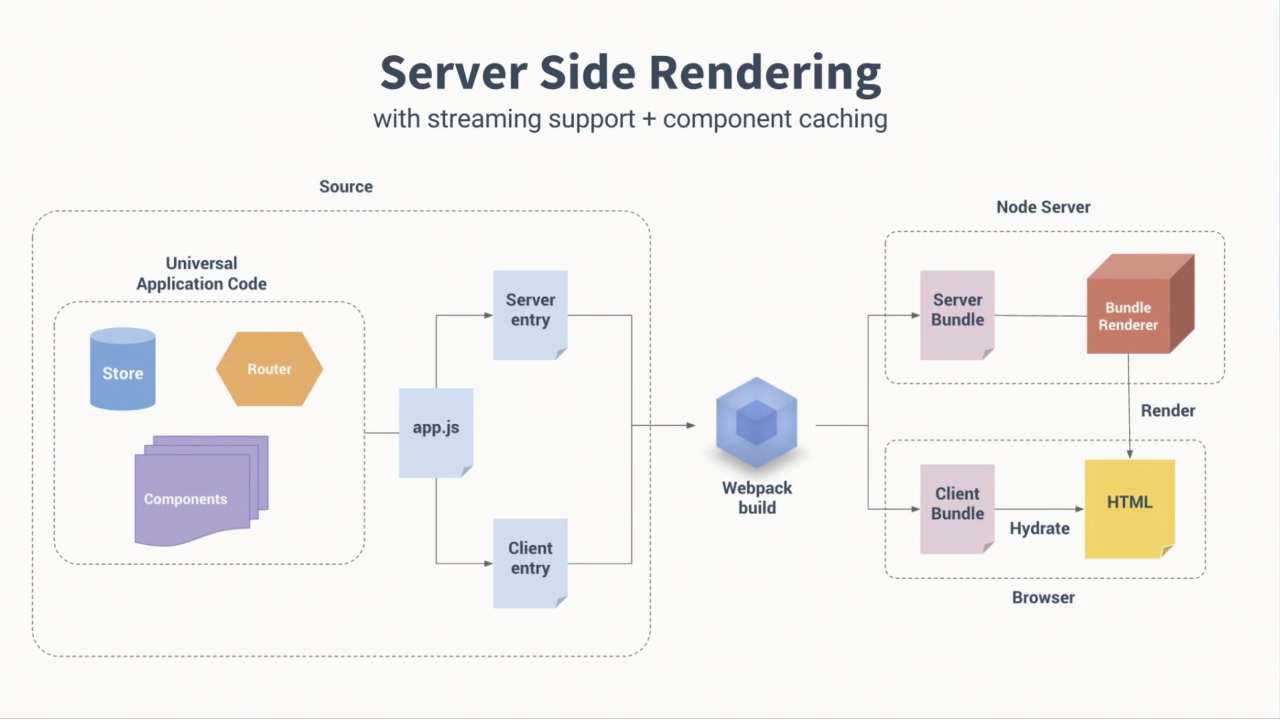 Server Side Rendering
with streaming support + component caching
Source
Universal
Application Code
Store
Router
Components
app.js
Server
entry
Client
entry
Webpack
build
Node Server
Server
Bundle
Bundle
Renderer
Render
Client
Bundle
Hydrate
HTML
Browser